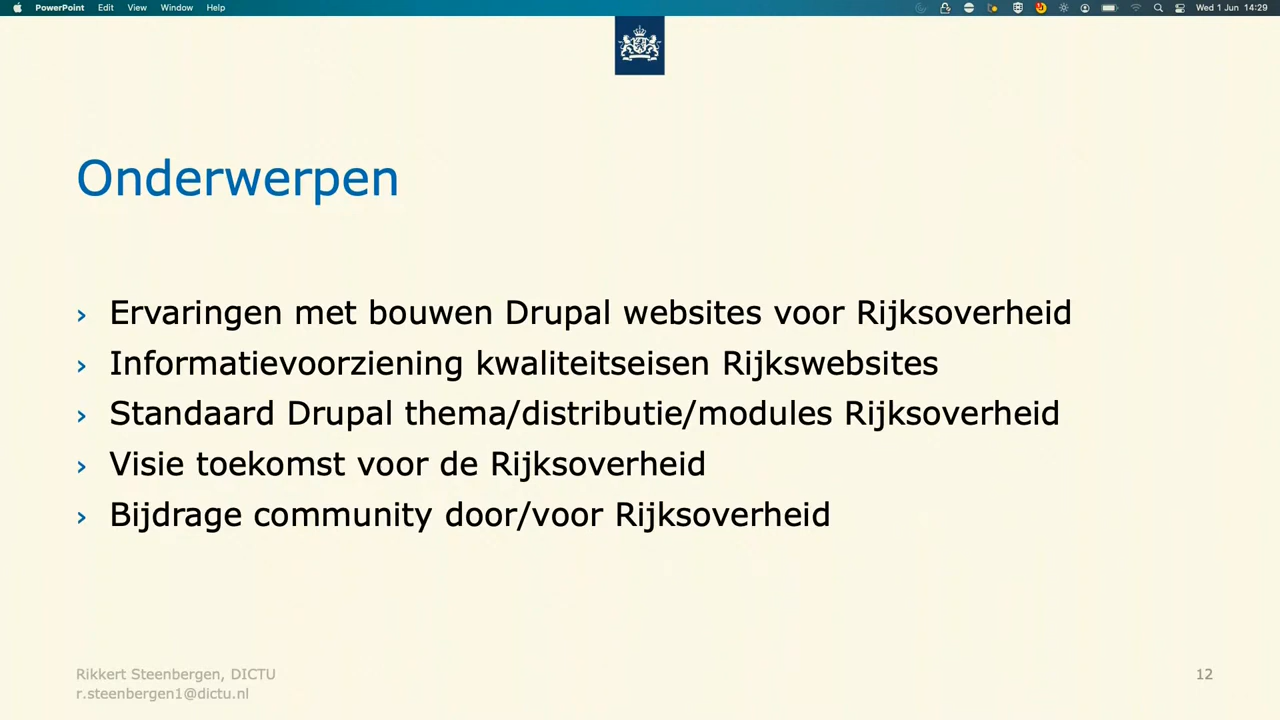 PowerPoint Edit View Window Help Wed 1 Jun 14:29
Onderwerpen
› Ervaringen met bouwen Drupal websites voor Rijksoverheid
› Informatievoorziening kwaliteitseisen Rijkswebsites
› Standaard Drupal thema/distributie/modules Rijksoverheid
› Visie toekomst voor de Rijksoverheid
› Bijdrage community door/voor Rijksoverheid
Rikkert Steenbergen, DICTU 12
r.steenbergen1@dictu.nl